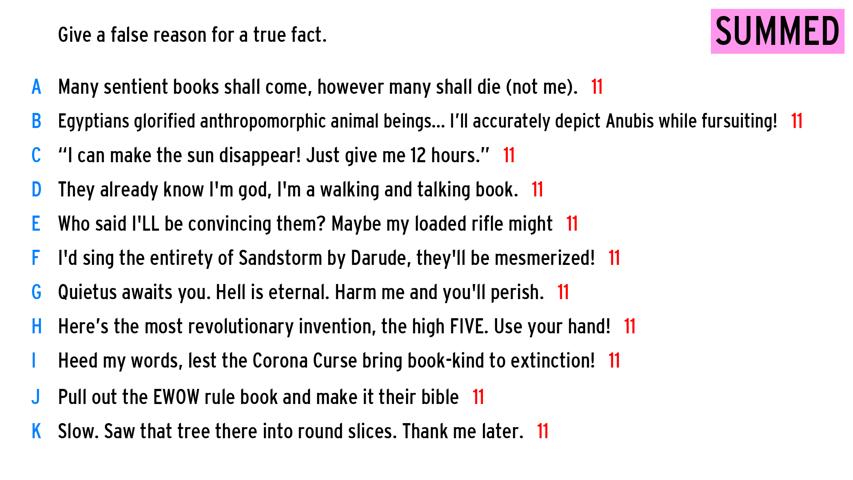 Give a false reason for a true fact.
SUMMED
A Many sentient books shall come, however many shall die (not me). 11
B Egyptians glorified anthropomorphic animal beings... I’ll accurately depict Anubis while fursuiting! 11
C “I can make the sun disappear! Just give me 12 hours.” 11
D They already know I'm god, I'm a walking and talking book. 11
E Who said I'LL be convincing them? Maybe my loaded rifle might 11
F I'd sing the entirety of Sandstorm by Darude, they'll be mesmerized! 11
G Quietus awaits you. Hell is eternal. Harm me and you'll perish. 11
H Here’s the most revolutionary invention, the high FIVE. Use your hand! 11
I Heed my words, lest the Corona Curse bring book-kind to extinction! 11
J Pull out the EWOW rule book and make it their bible 11
K Slow. Saw that tree there into round slices. Thank me later. 11